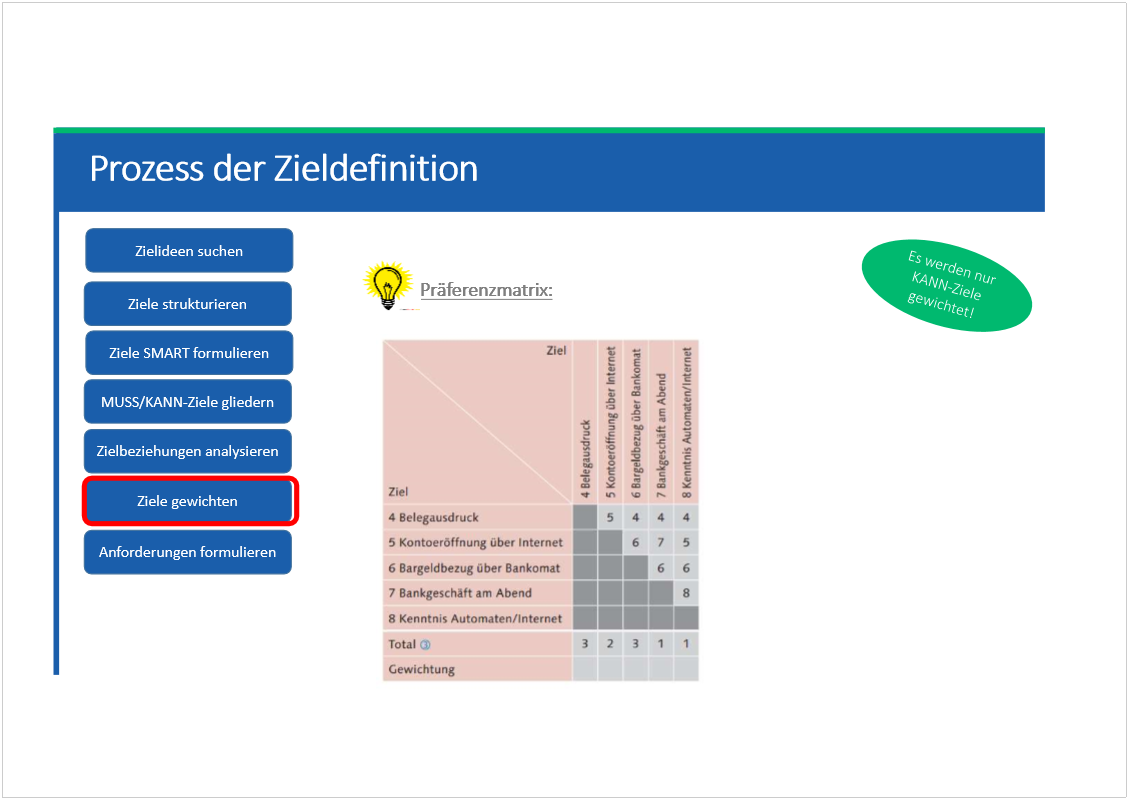 Prozess der Zieldefinition
Zielideen suchen
Ziele strukturieren
Ziele SMART formulieren
MUSS/KANN-Ziele gliedern
Zielbeziehungen analysieren
Ziele gewichten
Anforderungen formulieren
Präferenzmatrix:
Es werden nur
KANN-Ziele
gewichtet!
Ziel
4 Belegausdruck
5 Kontoeröffnung über Internet
6 Bargeldbezug über Bankomat
7 Bankgeschäft am Abend
8 Kenntnis Automaten/Internet
Ziel
4 Belegausdruck 5 4 4 4
5 Kontoeröffnung über Internet 6 7 5
6 Bargeldbezug über Bankomat 6 6
7 Bankgeschäft am Abend 8
8 Kenntnis Automaten/Internet
Total ③ 3 2 3 1 1
Gewichtung